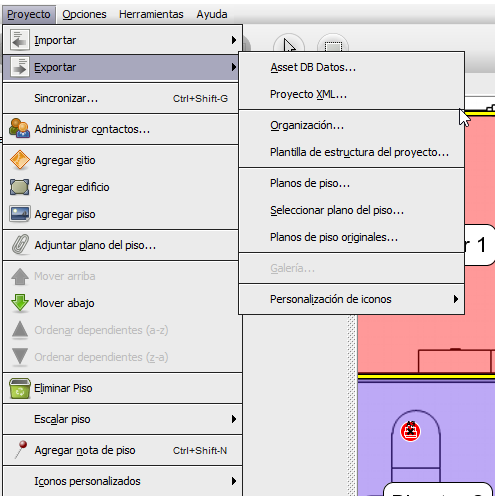 Proyecto Opciones Herramientas Ayuda
Importar
Exportar
Sincronizar... Ctrl+Shift-G
Administrar contactos...
Agregar sitio
Agregar edificio
Agregar piso
Adjuntar plano del piso...
Mover arriba
Mover abajo
Ordenar dependientes (a-z)
Ordenar dependientes (z-a)
Eliminar Piso
Escalar piso
Agregar nota de piso Ctrl+Shift-N
Iconos personalizados
Asset DB Datos...
Proyecto XML...
Organización...
Plantilla de estructura del proyecto...
Planos de piso...
Seleccionar plano del piso...
Planos de piso originales...
Galería...
Personalización de iconos
r 1